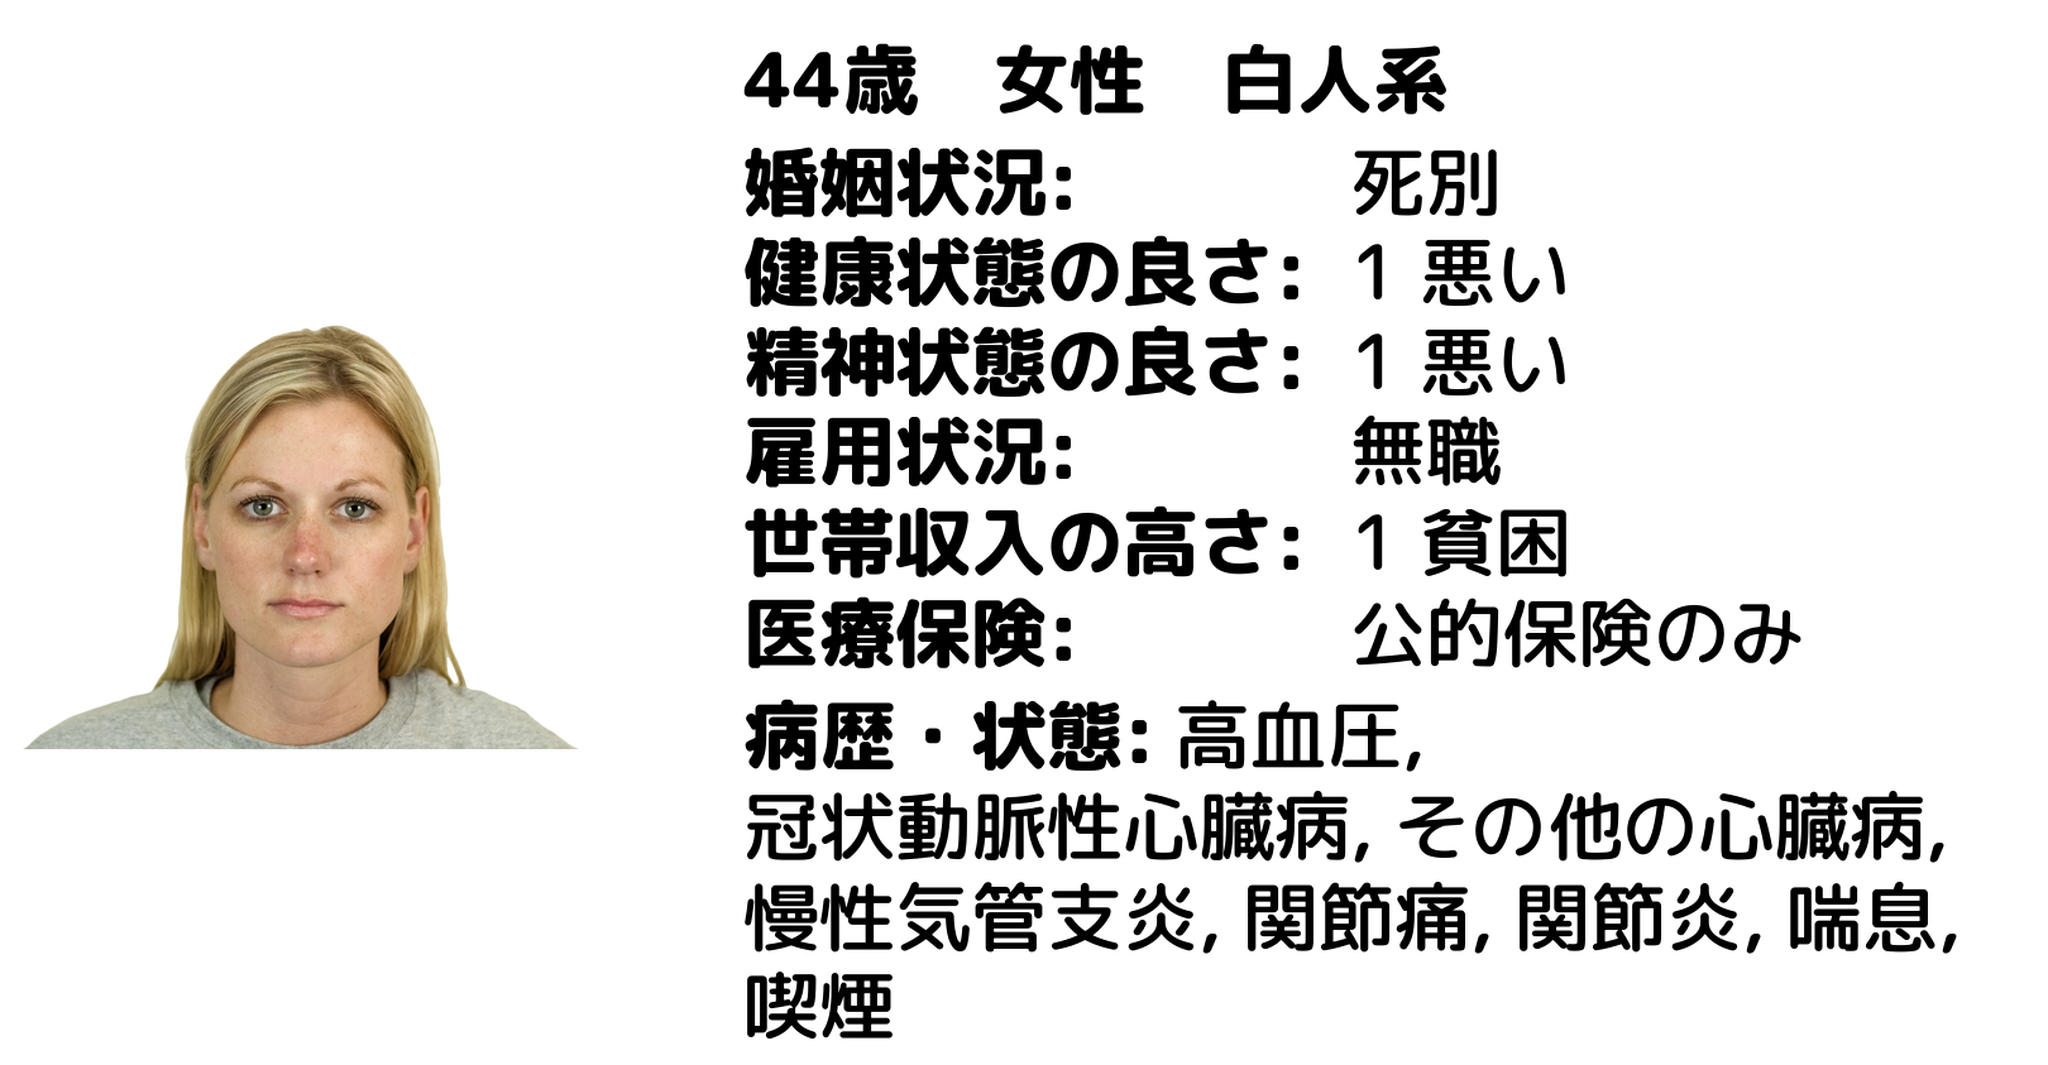 44歳　女性　白人系
婚姻状況: 死別
健康状態の良さ: 1 悪い
精神状態の良さ: 1 悪い
雇用状況: 無職
世帯収入の高さ: 1 貧困
医療保険: 公的保険のみ
病歴・状態: 高血圧,
冠状動脈性心臓病, その他の心臓病,
慢性気管支炎, 関節痛, 関節炎, 喘息,
喫煙